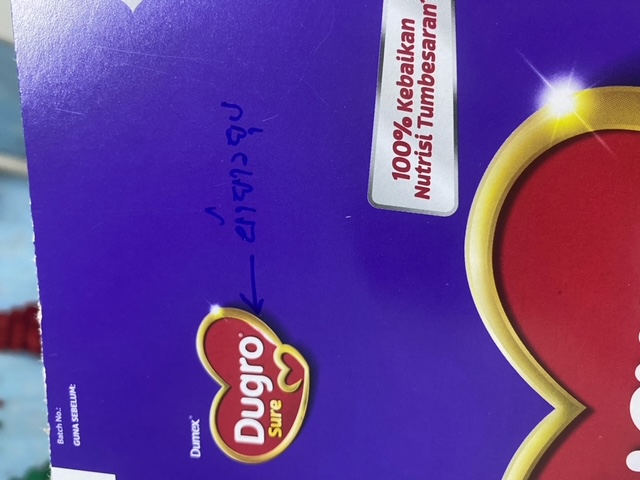 100% Kebaikan
Nutrisi Tumbesaran
Dumex®
Dugro®
Sure
Batch No.:
GUNA SEBELUM: